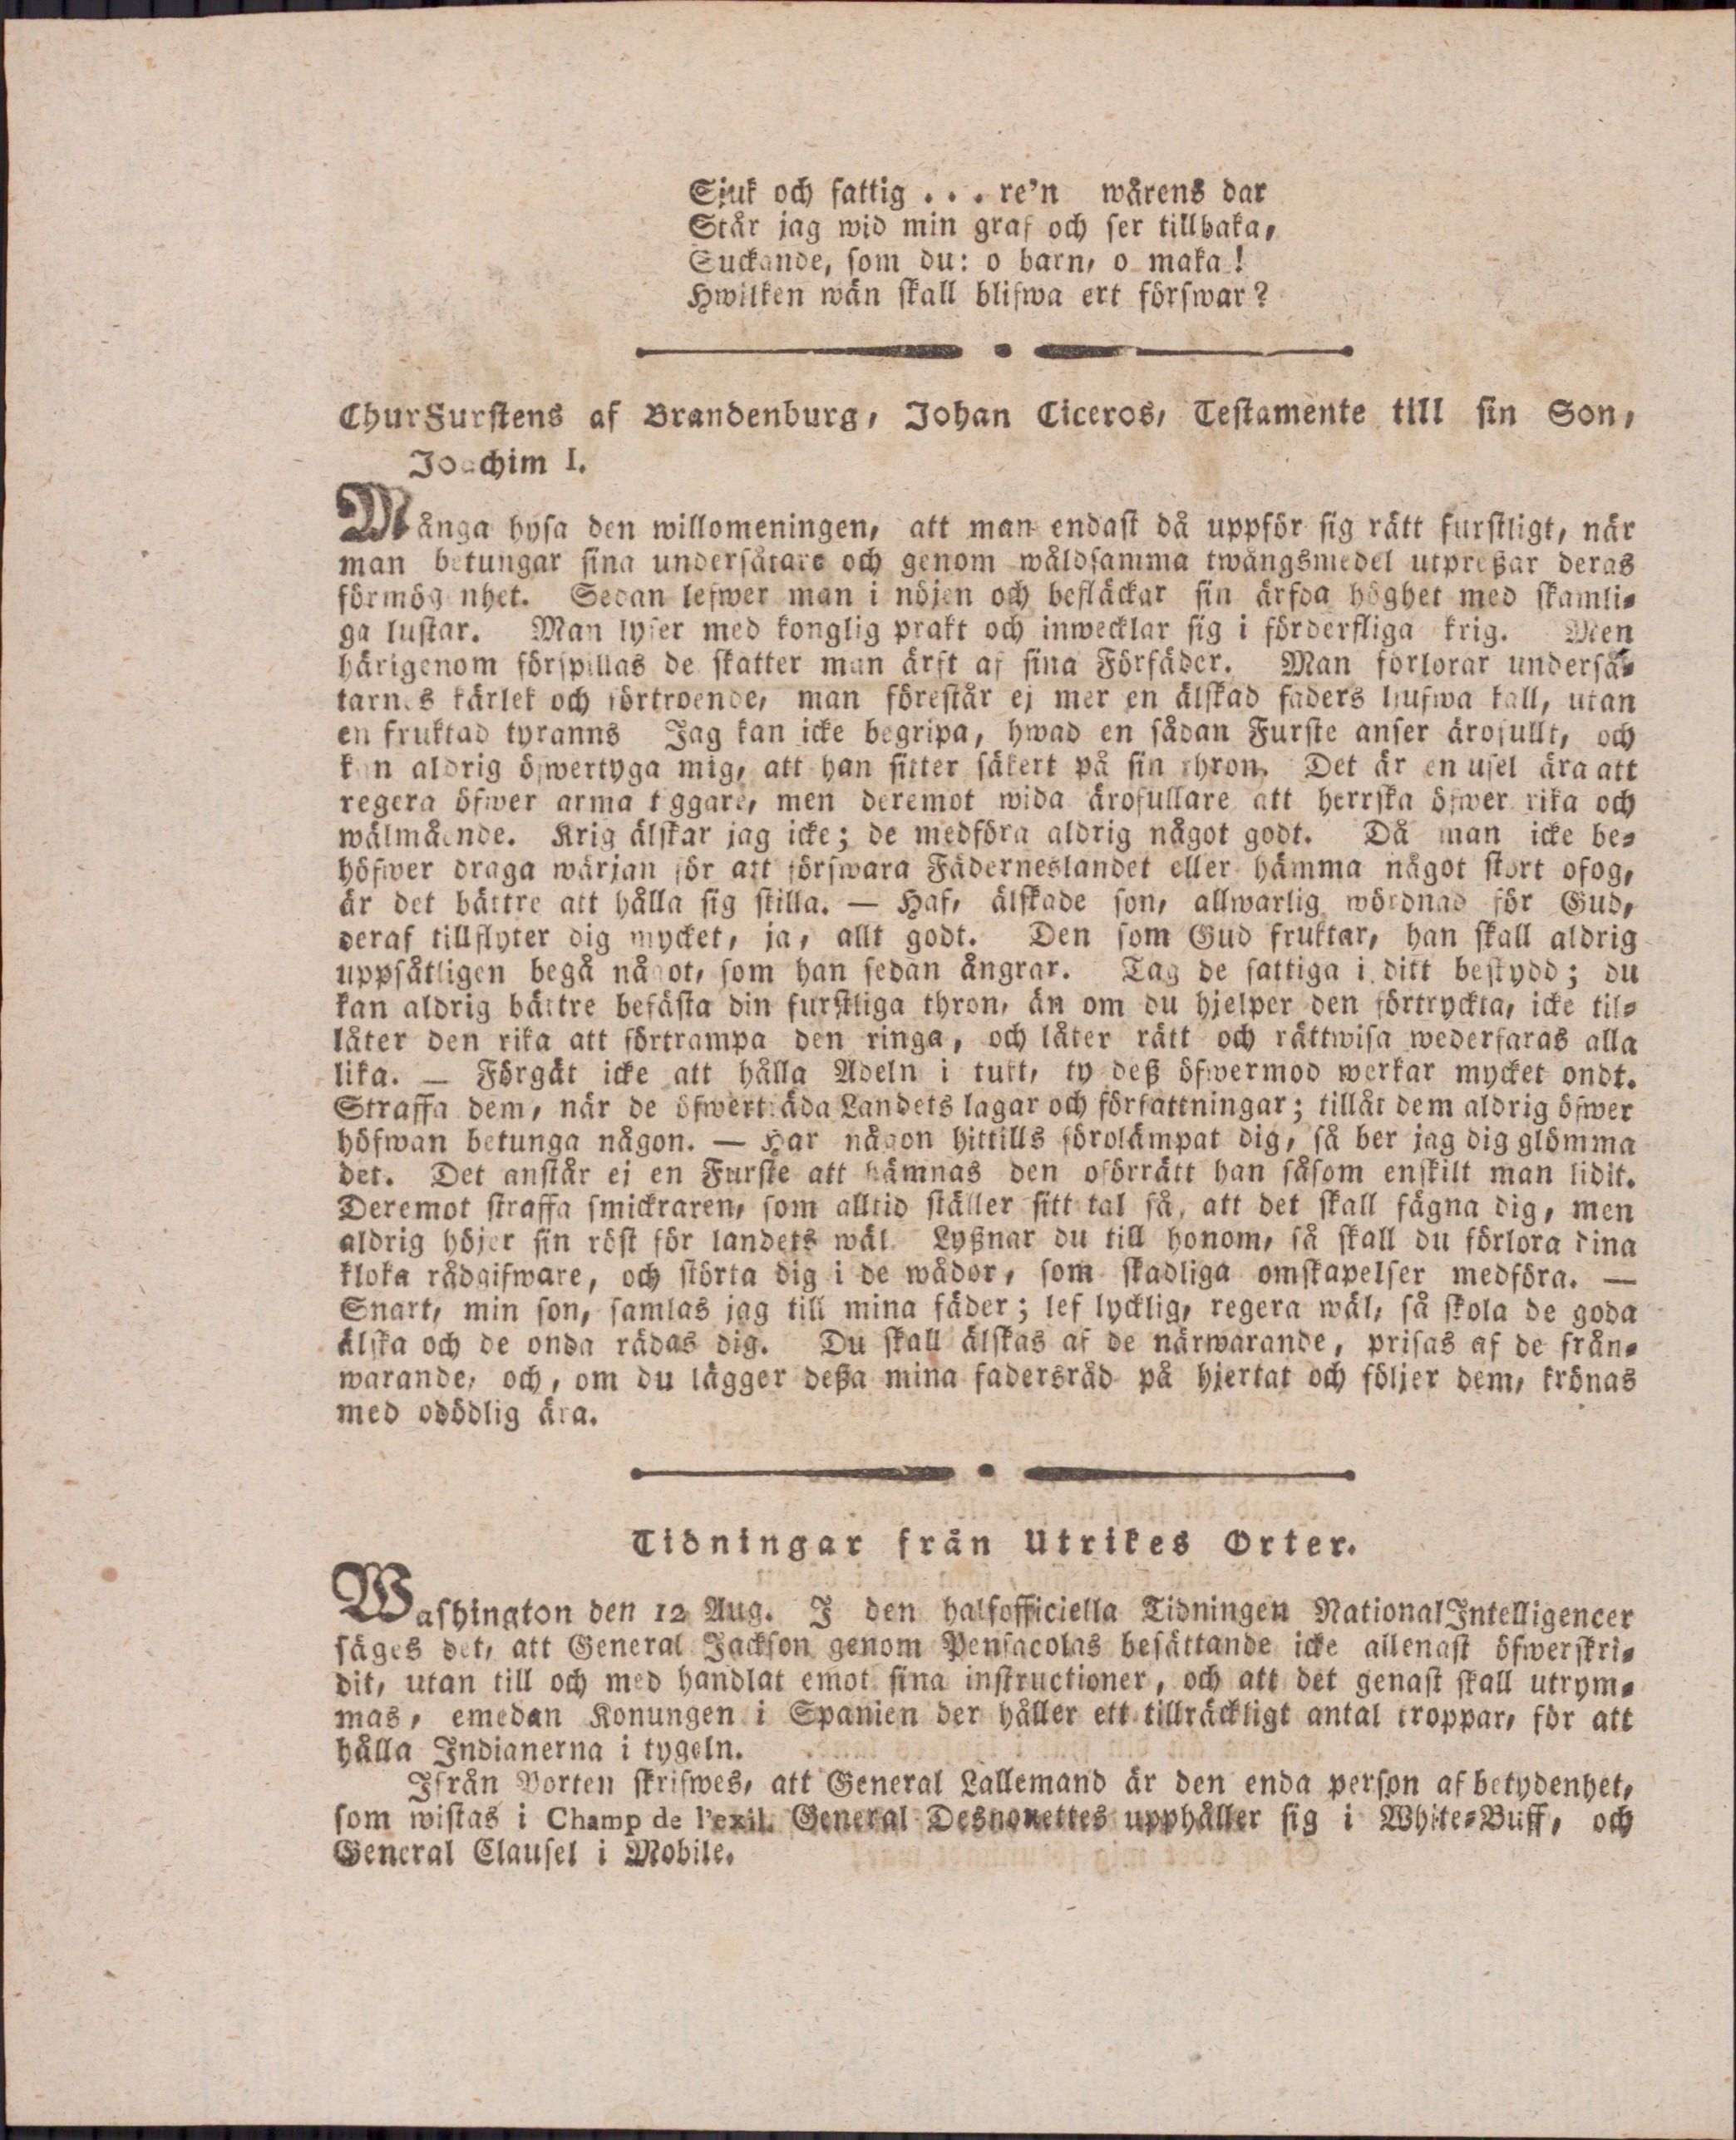 Sjuk och fattig . . . re'n wårens dar
Står jag wid min graf och ser tillbaka,
Suckande, som du: o barn, o maka!
Hwilken wän skall blifwa ert förswar?
ChurFurstens af Brandenburg, Johan Ciceros, Testamente till sin Son,
Joachim I.
Många hysa den willomeningen, att man endast då uppför sig rätt furstligt, när
man betungar sina undersåtare och genom wåldsamma twångsmedel utpreßar deras
förmögenhet. Sedan lefwer man i nöjen och befläckar sin ärfda höghet med skamli-
ga lustar. Man lyser med konglig prakt och inwecklar sig i förderfliga krig. Men
härigenom förspillas de skatter man ärft af sina Förfäder. Man förlorar underså-
tarnes kärlek och förtroende, man förestår ej mer en älskad faders ljufwa kall, utan
en fruktad tyranns Jag kan icke begripa, hwad en sådan Furste anser ärofullt, och
kan aldrig öfwertyga mig, att han sitter säkert på sin thron. Det är en usel ära att
regera öfwer arma tiggare, men deremot wida ärofullare att herrska öfwer rika och
wälmående. Krig älskar jag icke; de medföra aldrig något godt. Då man icke be-
höfwer draga wärjan för att förswara Fäderneslandet eller hämma något stort ofog,
är det bättre att hålla sig stilla. — Haf, älskade son, allwarlig wördnad för Gud,
deraf tillflyter dig mycket, ja, allt godt. Den som Gud fruktar, han skall aldrig
uppsåtligen begå något, som han sedan ångrar. Tag de fattiga i ditt beskydd; du
kan aldrig bättre befästa din furstliga thron, än om du hjelper den förtryckta, icke til-
låter den rika att förtrampa den ringa, och låter rätt och rättwisa wederfaras alla
lika. — Förgät icke att hålla Adeln i tukt, ty deß öfwermod werkar mycket ondt.
Straffa dem, när de öfwerträda Landets lagar och författningar; tillåt dem aldrig öfwer
höfwan betunga någon. — Har någon hittills förolämpat dig, så ber jag dig glömma
det. Det anstår ej en Furste att hämnas den oförrätt han såsom enskilt man lidit.
Deremot straffa smickraren, som alltid ställer sitt tal så, att det skall fägna dig, men
aldrig höjer sin röst för landets wäl. Lyßnar du till honom, så skall du förlora dina
kloka rådgifware, och störta dig i de wådor, som skadliga omskapelser medföra. —
Snart, min son, samlas jag till mina fäder; lef lycklig, regera wäl, så skola de goda
älska och de onda rädas dig. Du skall älskas af de närwarande, prisas af de från-
warande, och, om du lägger deßa mina fadersråd på hjertat och följer dem, krönas
med odödlig ära.
Tidningar från Utrikes Orter.
Washington den 12 Aug. I den halfofficiella Tidningen NationalIntelligencer
säges det, att General Jackson genom Pensacolas besättande icke allenast öfwerskri-
dit, utan till och med handlat emot sina instructioner, och att det genast skall utrym-
mas, emedan Konungen i Spanien der håller ett tillräckligt antal troppar, för att
hålla Indianerna i tygeln.
Ifrån Porten skrifwes, att General Lallemand är den enda person af betydenhet,
som wistas i Champ de l'exil. General Desnouettes upphåller sig i White-Buff, och
General Clausel i Mobile.